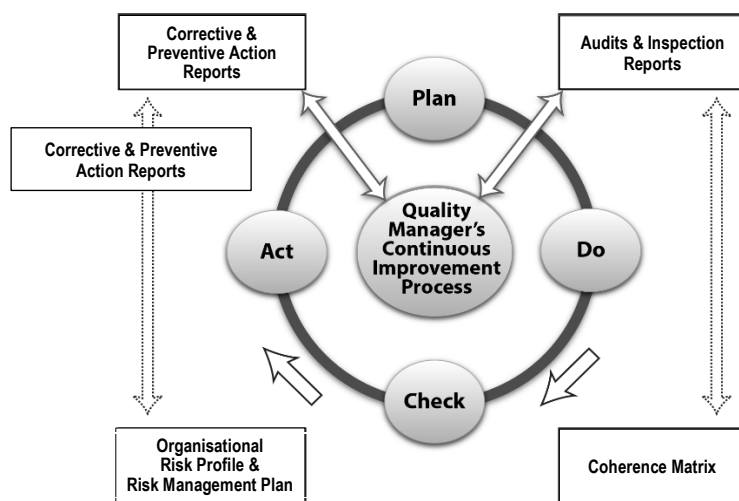 Corrective &
Preventive Action
Reports
Audits & Inspection
Reports
Plan
Corrective & Preventive
Action Reports
Quality
Manager's
Continuous
Improvement
Process
Act
Do
Check
Organisational
Risk Profile &
Risk Management Plan
Coherence Matrix